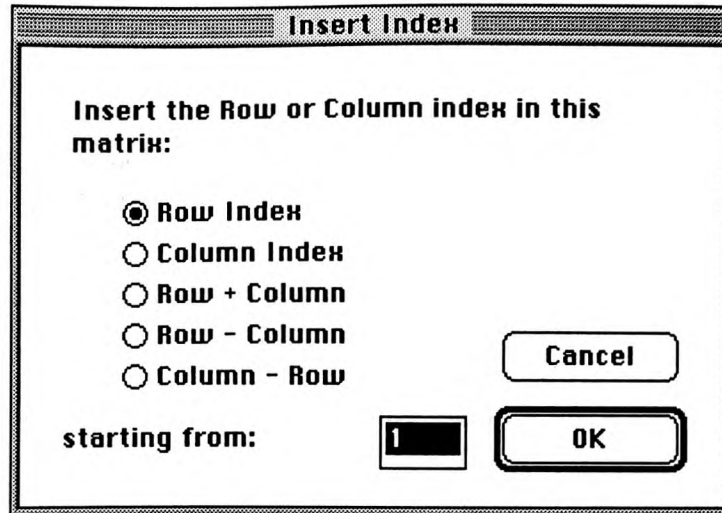 Insert Index
Insert the Row or Column index in this
matrix:
Row Index
Column Index
Row + Column
Row - Column
Column - Row
Cancel
starting from:
1
OK